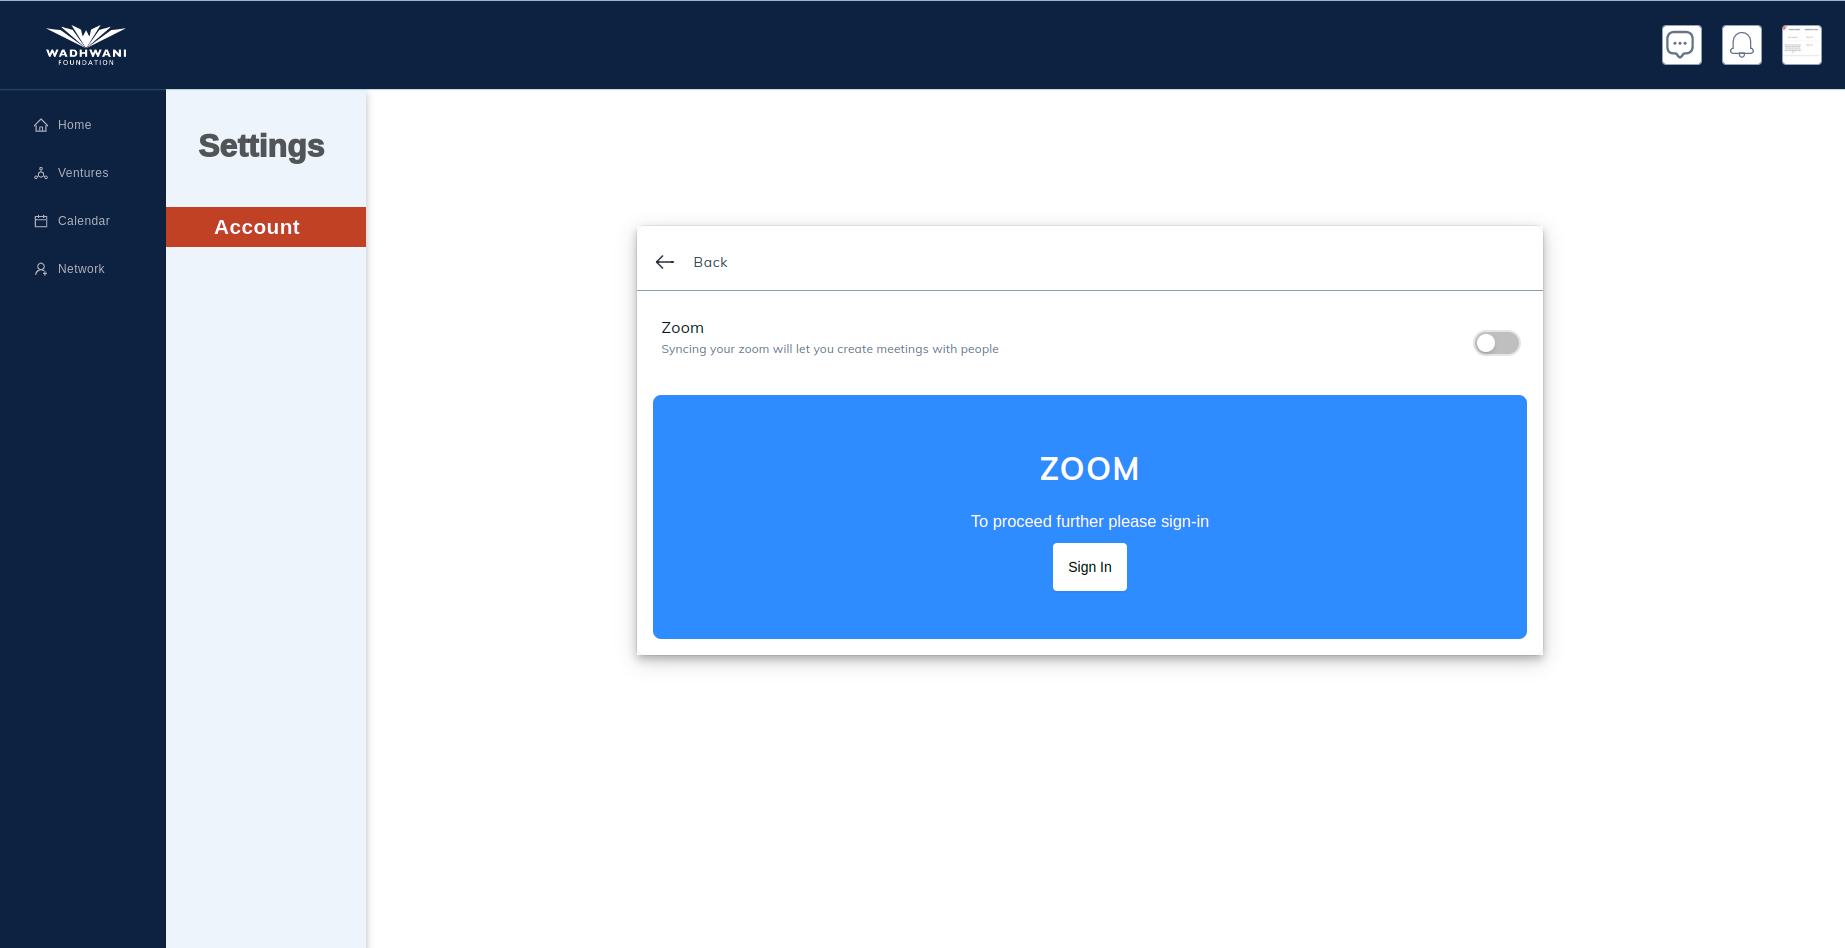 WADHWANI
FOUNDATION
Home
Ventures
Calendar
Network
Settings
Account
Back
Zoom
Syncing your zoom will let you create meetings with people
ZOOM
To proceed further please sign-in
Sign In